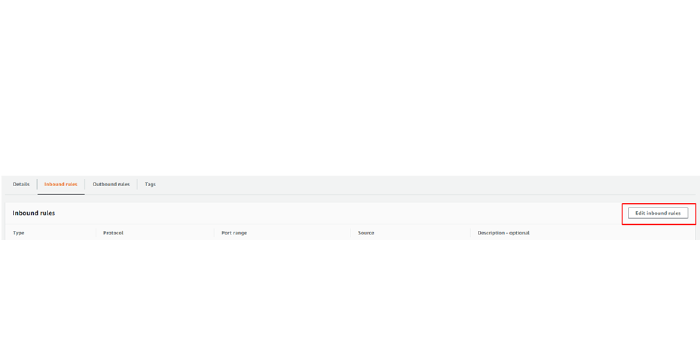 Details Inbound rules Outbound rules Tags
Inbound rules Edit inbound rules
Type Protocol Port range Source Description - optional